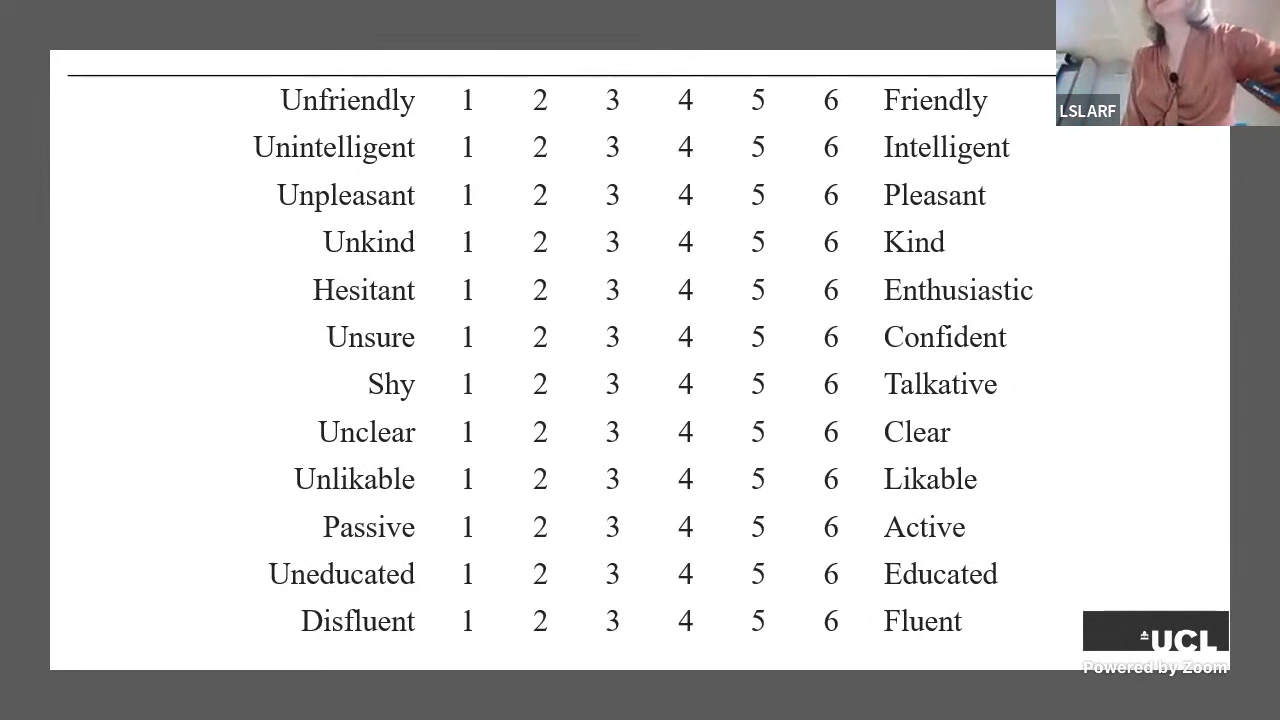 Unfriendly 1 2 3 4 5 6 Friendly
LSLARF
Unintelligent 1 2 3 4 5 6 Intelligent
Unpleasant 1 2 3 4 5 6 Pleasant
Unkind 1 2 3 4 5 6 Kind
Hesitant 1 2 3 4 5 6 Enthusiastic
Unsure 1 2 3 4 5 6 Confident
Shy 1 2 3 4 5 6 Talkative
Unclear 1 2 3 4 5 6 Clear
Unlikable 1 2 3 4 5 6 Likable
Passive 1 2 3 4 5 6 Active
Uneducated 1 2 3 4 5 6 Educated
Disfluent 1 2 3 4 5 6 Fluent
UCL
Powered by Zoom